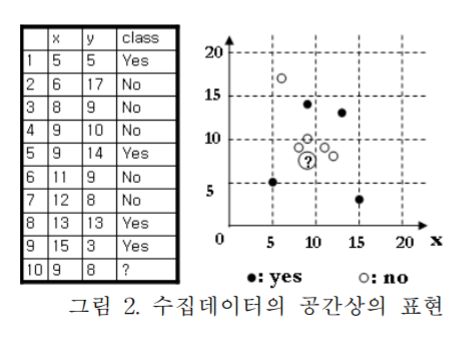 x y class
1 5 5 Yes
2 6 17 No
3 8 9 No
4 9 10 No
5 9 14 Yes
6 11 9 No
7 12 8 No
8 13 13 Yes
9 15 3 Yes
10 9 8 ?
20
15
10
?
5
0 5 10 15 20 x
●: yes ○: no
그림 2. 수집데이터의 공간상의 표현